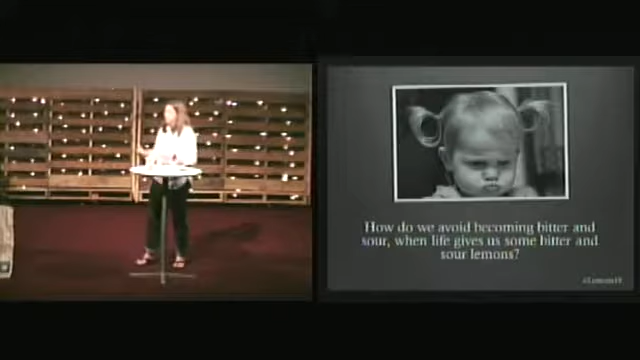 How do we avoid becoming bitter and
sour, when life gives us some bitter and
sour lemons?